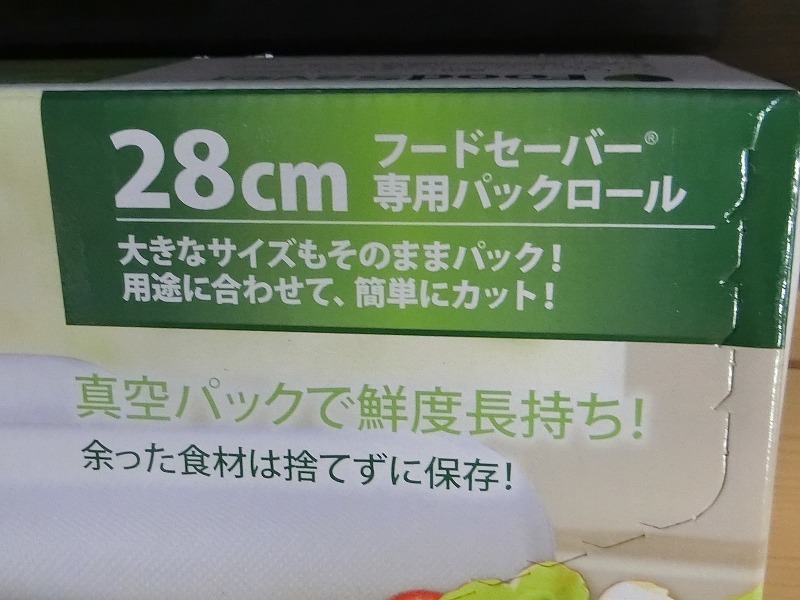 FoodSaver
28cm フードセーバー®
専用パックロール
大きなサイズもそのままパック!
用途に合わせて、簡単にカット!
真空パックで鮮度長持ち!
余った食材は捨てずに保存!